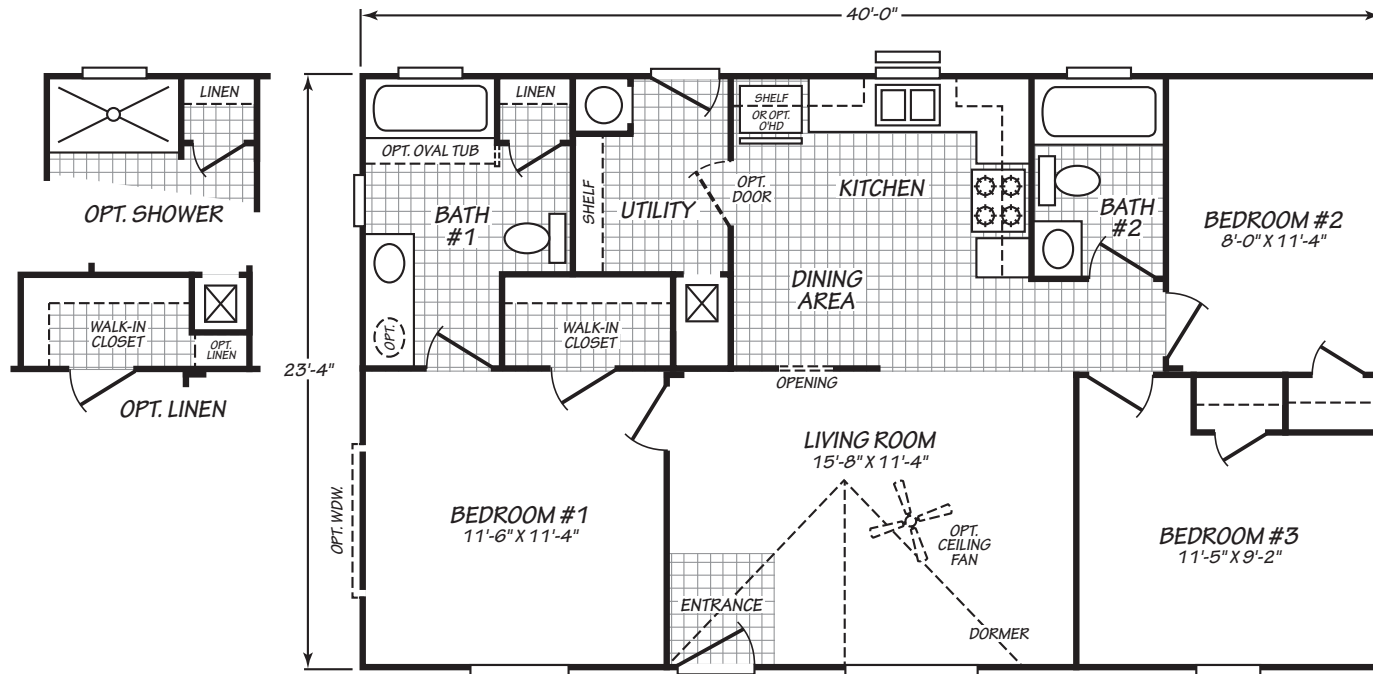 40'-0"
LINEN
OPT. SHOWER
WALK-IN
CLOSET
OPT.
LINEN
OPT. LINEN
23'-4"
LINEN
OPT. OVAL TUB
BATH
#1
OPT.
SHELF
UTILITY
WALK-IN
CLOSET
SHELF
OR OPT.
O'HD
OPT.
DOOR
KITCHEN
DINING
AREA
OPENING
BATH
#2
BEDROOM #2
8'-0" X 11'-4"
OPT. WDW.
BEDROOM #1
11'-6" X 11'-4"
LIVING ROOM
15'-8" X 11'-4"
OPT.
CEILING
FAN
ENTRANCE
DORMER
BEDROOM #3
11'-5" X 9'-2"